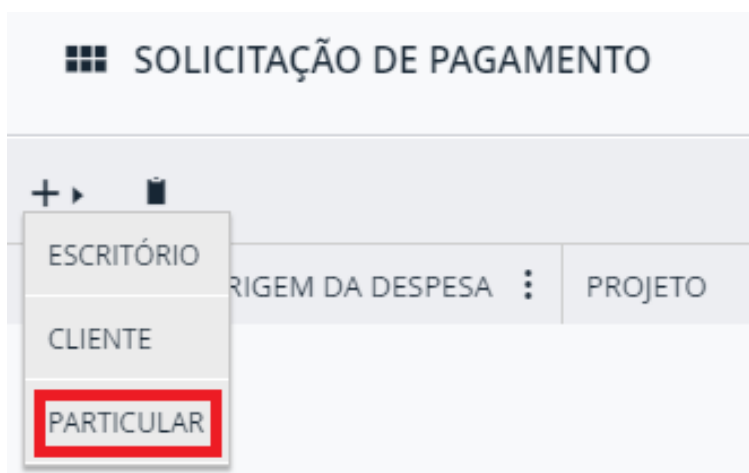 SOLICITAÇÃO DE PAGAMENTO
ESCRITÓRIO
RIGEM DA DESPESA PROJETO
CLIENTE
PARTICULAR